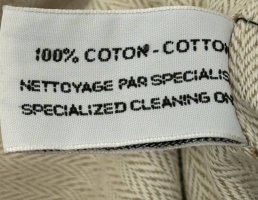 100% COTON - COTTON
NETTOYAGE PAR SPECIALIS
SPECIALIZED CLEANING ON